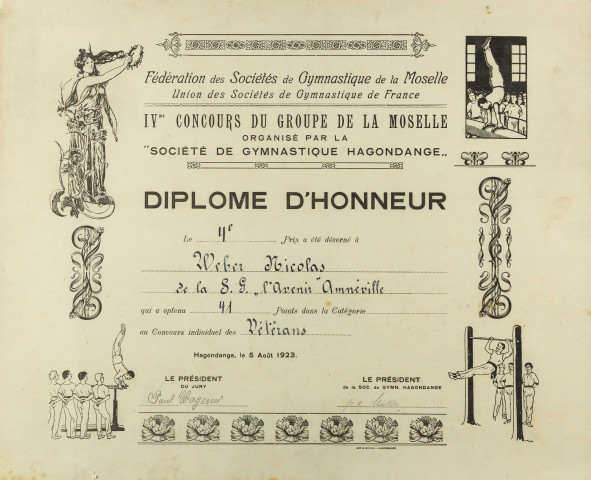 Fédération des Sociétés de Gymnastique de la Moselle
Union des Sociétés de Gymnastique de France
IVme CONCOURS DU GROUPE DE LA MOSELLE
ORGANISÉ PAR LA
"SOCIÉTÉ DE GYMNASTIQUE HAGONDANGE"
DIPLOME D'HONNEUR
Le 4e Prix a été décerné à
Weber Nicolas
de la S. G. „l'Avenir" Amnéville
qui a obtenu 41 Points dans la Catégorie
au Concours individuel des Vétérans
Hagondange, le 5 Août 1923.
LE PRÉSIDENT
DU JURY
Paul Wagner
LE PRÉSIDENT
de la SOC. de GYMN. HAGONDANGE